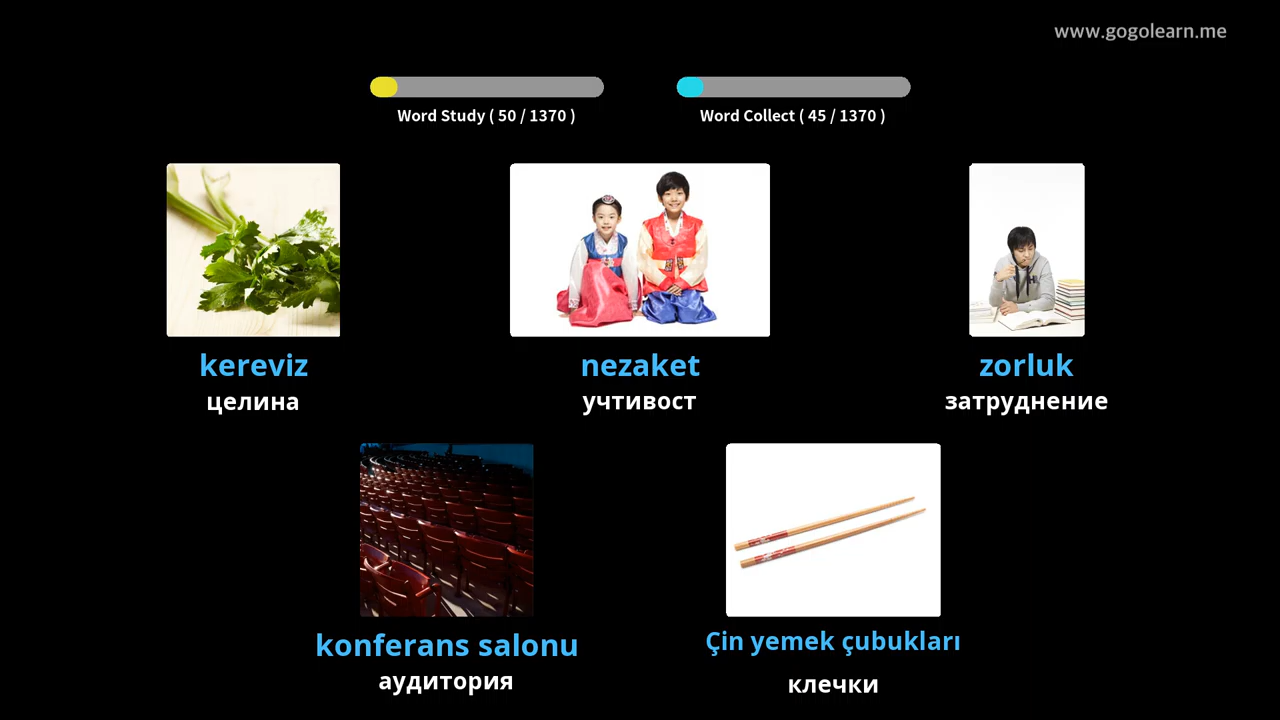 www.gogolearn.me
Word Study ( 50 / 1370 )
Word Collect ( 45 / 1370 )
kereviz
целина
nezaket
учтивост
zorluk
затруднение
konferans salonu
аудитория
Çin yemek çubukları
клечки